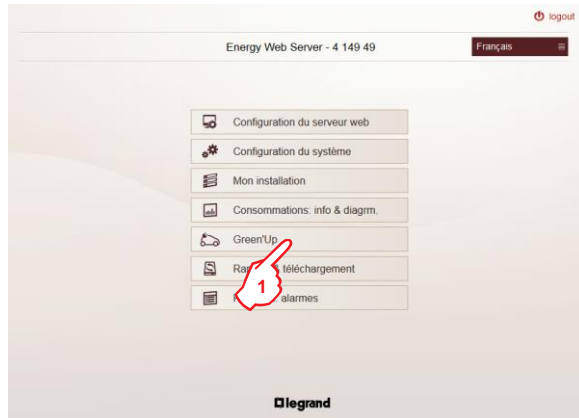 logout
Energy Web Server - 4 149 49
Français
Configuration du serveur web
Configuration du système
Mon installation
Consommations: info & diagrm.
Green'Up
téléchargement
1
alarmes
legrand